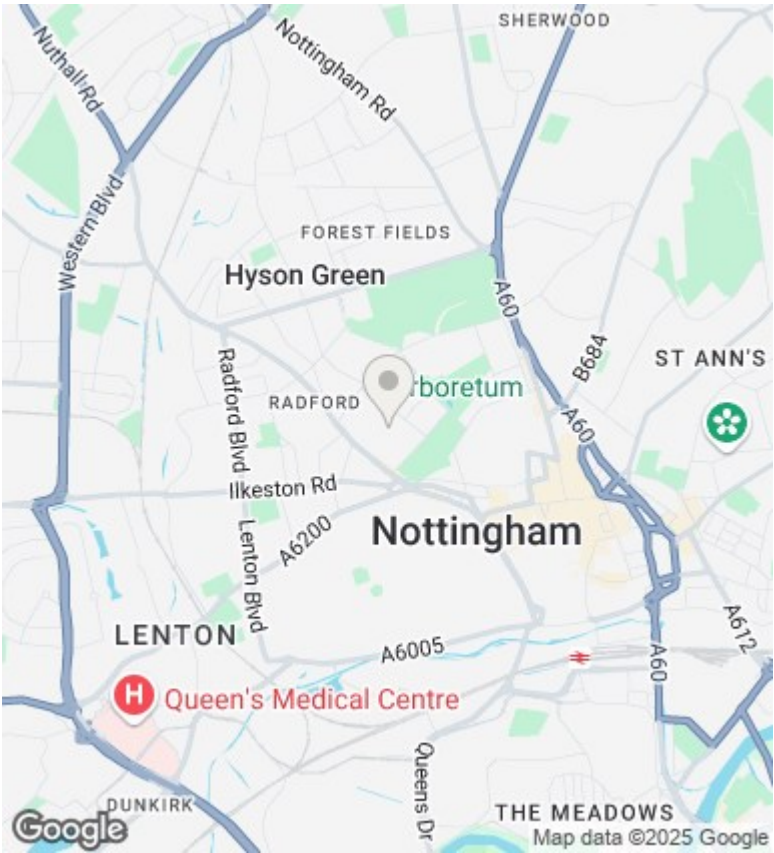 SHERWOOD
Nuthall Rd
Nottingham Rd
Western Blvd
FOREST FIELDS
Hyson Green
A60
B684
ST ANN'S
rboretum
RADFORD
Radford Blvd
A60
Ilkeston Rd
Nottingham
A6200
Lenton Blvd
LENTON
A6005
A612
A60
H
Queen's Medical Centre
Queens Dr
DUNKIRK
THE MEADOWS
Google
Map data ©2025 Google